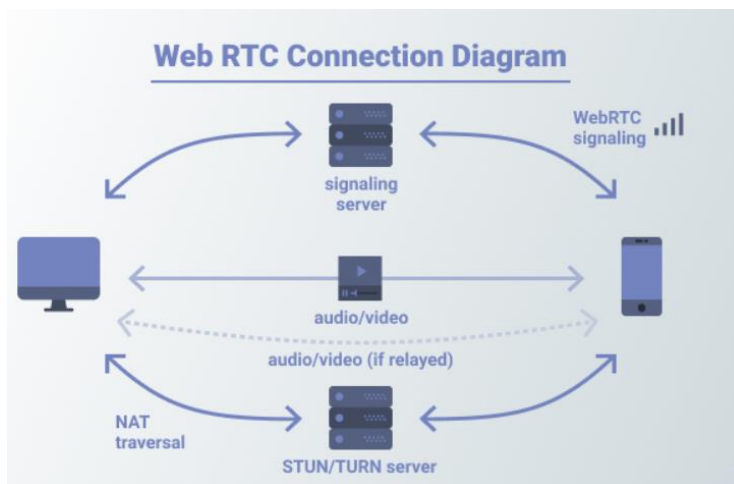 Web RTC Connection Diagram
WebRTC
signaling
signaling
server
audio/video
audio/video (if relayed)
NAT
traversal
STUN/TURN server